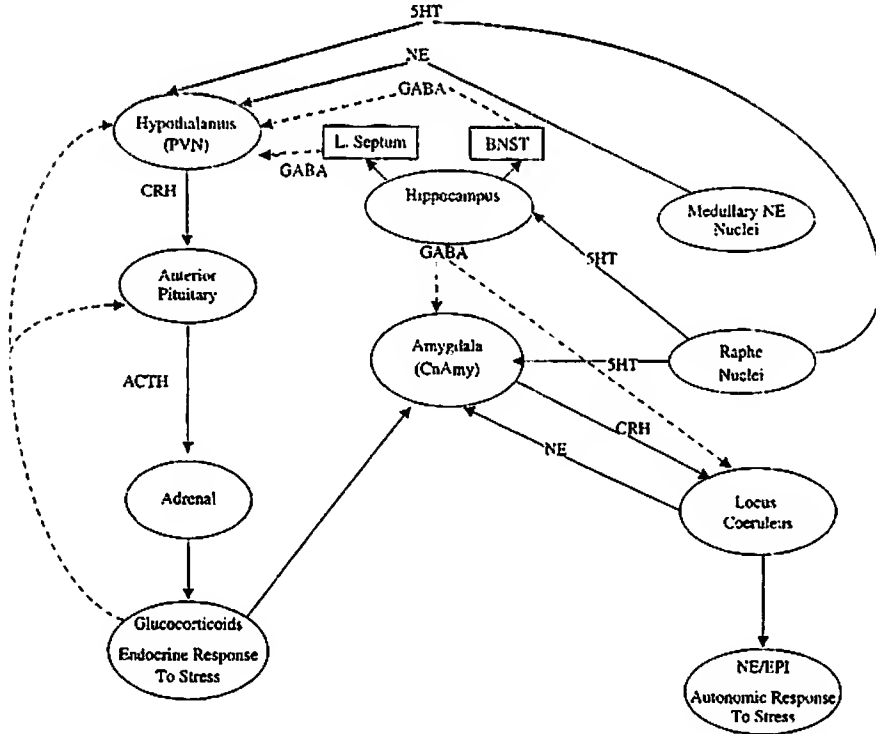 5HT
NE
GABA
Hypothalamus
(PVN)
L. Septum
BNST
GABA
CRH
Hippocampus
Medullary NE
Nuclei
GABA
5HT
Anterior
Pituitary
Amygdala
(CnAmy)
5HT
Raphe
Nuclei
ACTH
CRH
NE
Adrenal
Locus
Coeruleus
Glucocorticoids
Endocrine Response
To Stress
NE/EPI
Autonomic Response
To Stress